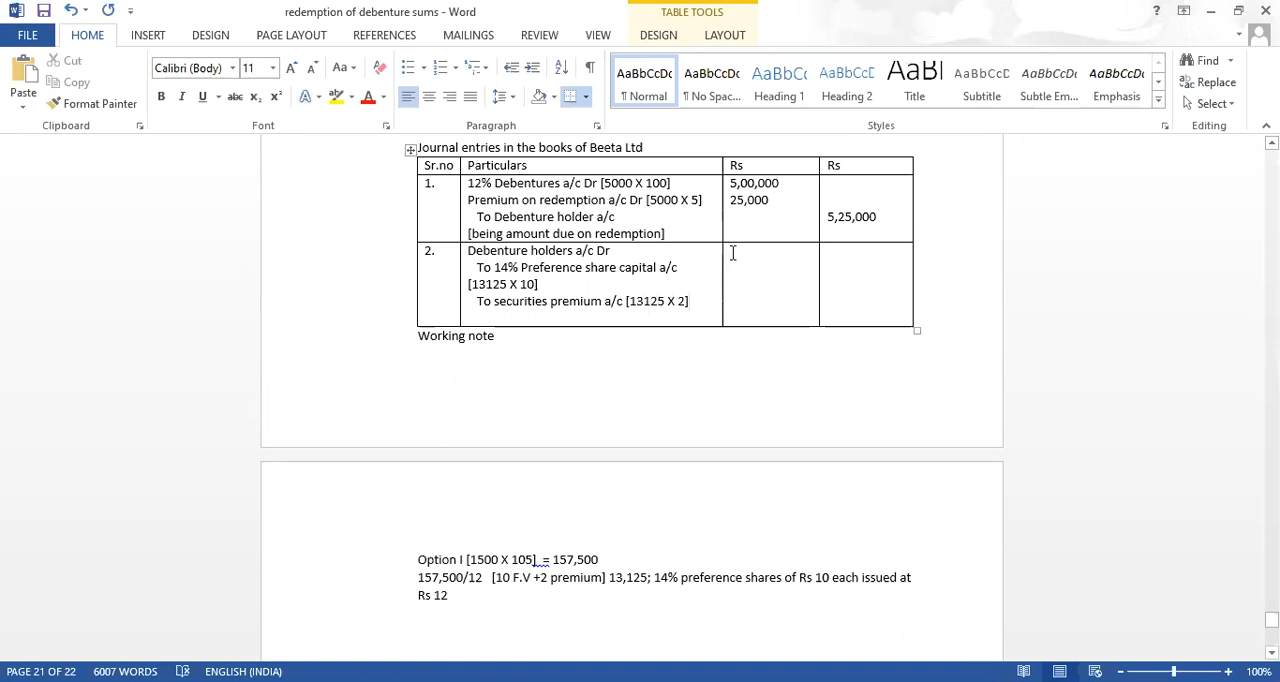 redemption of debenture sums - Word
TABLE TOOLS
FILE
HOME
INSERT
DESIGN
PAGE LAYOUT
REFERENCES
MAILINGS
REVIEW
VIEW
DESIGN
LAYOUT
Paste
Cut
Copy
Format Painter
Calibri (Body)
11
AaBbCcDc
¶ Normal
AaBbCcDc
¶ No Spac...
AaBbCc
Heading 1
AaBbCcC
Heading 2
AaBl
Title
AaBbCcD
Subtitle
AaBbCcDc
Subtle Em...
AaBbCcDc
Emphasis
Find
Replace
Select
Clipboard
Font
Paragraph
Styles
Editing
Journal entries in the books of Beeta Ltd
Sr.no Particulars Rs Rs
1. 12% Debentures a/c Dr [5000 X 100] 5,00,000
Premium on redemption a/c Dr [5000 X 5] 25,000
To Debenture holder a/c 5,25,000
[being amount due on redemption]
2. Debenture holders a/c Dr
To 14% Preference share capital a/c
[13125 X 10]
To securities premium a/c [13125 X 2]
Working note
Option I [1500 X 105] = 157,500
157,500/12 [10 F.V +2 premium] 13,125; 14% preference shares of Rs 10 each issued at
Rs 12
PAGE 21 OF 22
6007 WORDS
ENGLISH (INDIA)
100%